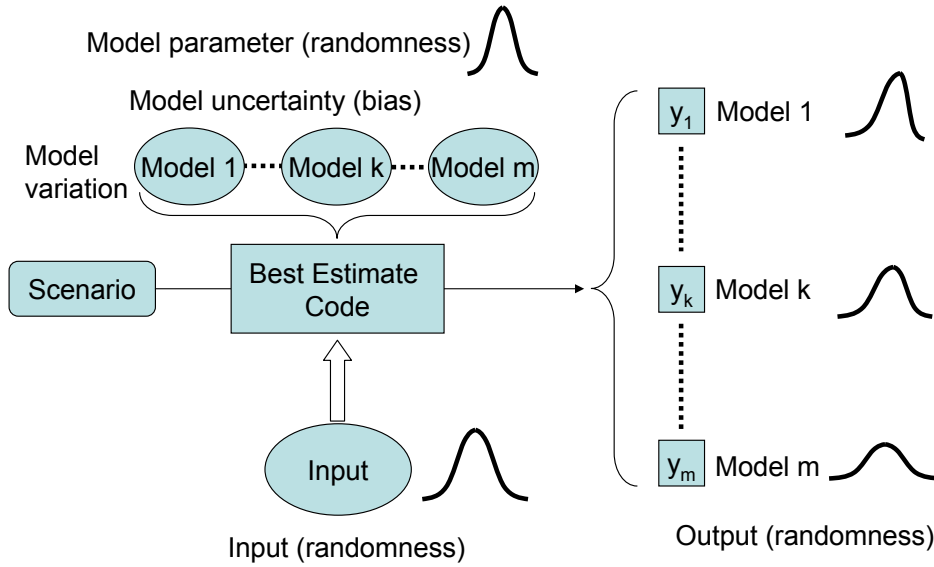 Model parameter (randomness)
Model uncertainty (bias)
Model
variation
Model 1
Model k
Model m
Scenario
Best Estimate
Code
Input
Input (randomness)
y1
Model 1
yk
Model k
ym
Model m
Output (randomness)